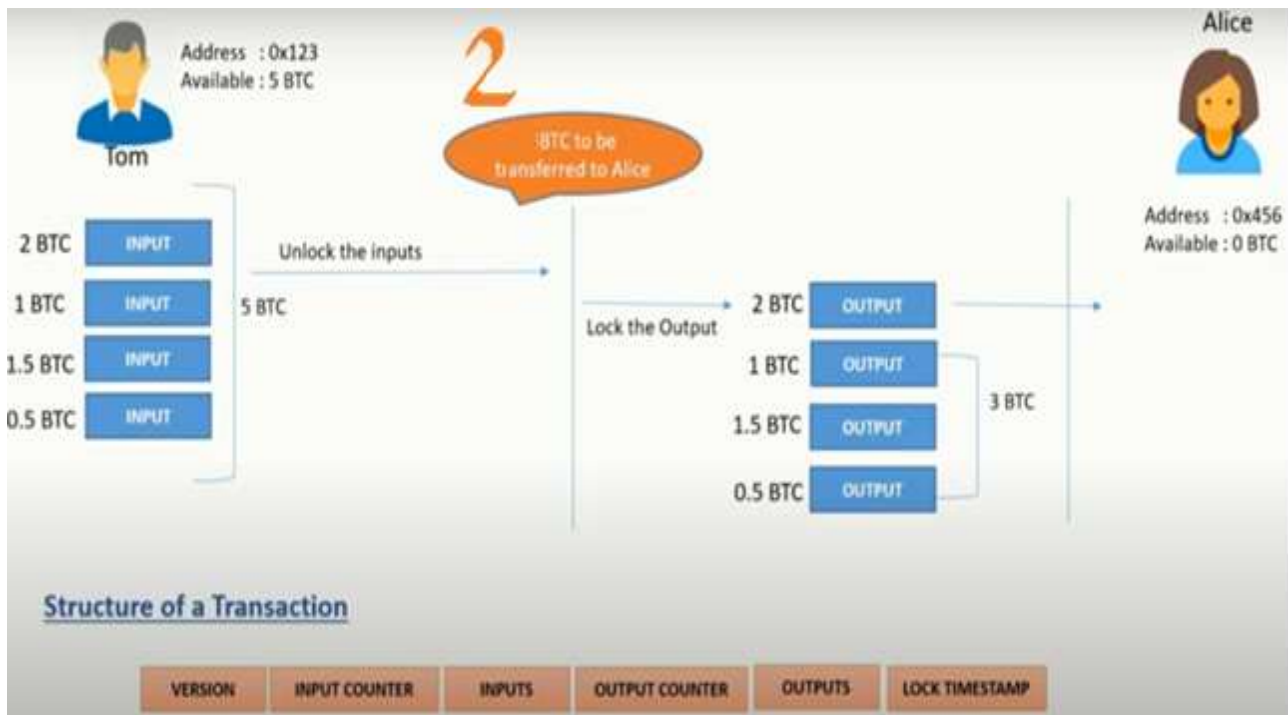 Alice
Address : 0x123
Available : 5 BTC
2
BTC to be
transferred to Alice
Tom
Address : 0x456
Available : 0 BTC
2 BTC INPUT
Unlock the inputs
1 BTC INPUT
5 BTC
1.5 BTC INPUT
0.5 BTC INPUT
Lock the Output
2 BTC OUTPUT
1 BTC OUTPUT
3 BTC
1.5 BTC OUTPUT
0.5 BTC OUTPUT
Structure of a Transaction
VERSION INPUT COUNTER INPUTS OUTPUT COUNTER OUTPUTS LOCK TIMESTAMP